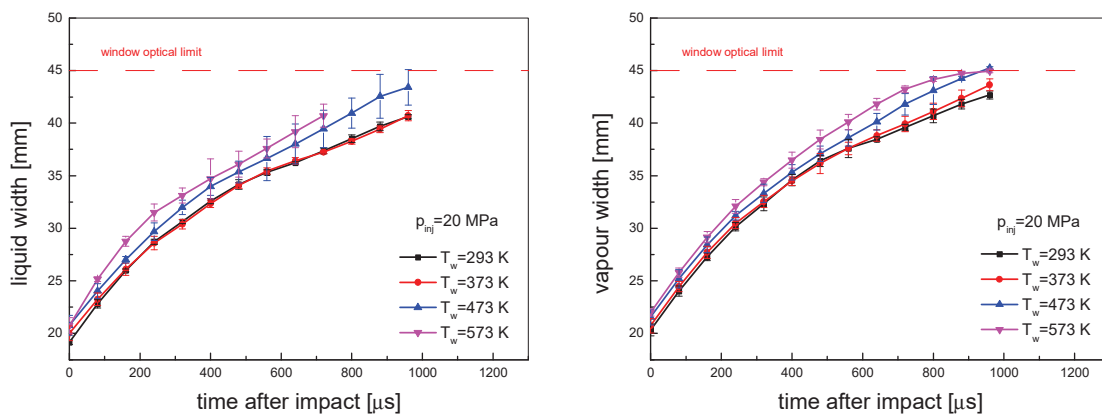 50
45
40
35
30
25
20
liquid width [mm]
window optical limit
p_inj=20 MPa
T_w=293 K
T_w=373 K
T_w=473 K
T_w=573 K
0 200 400 600 800 1000 1200
time after impact [μs]
50
45
40
35
30
25
20
vapour width [mm]
window optical limit
p_inj=20 MPa
T_w=293 K
T_w=373 K
T_w=473 K
T_w=573 K
0 200 400 600 800 1000 1200
time after impact [μs]